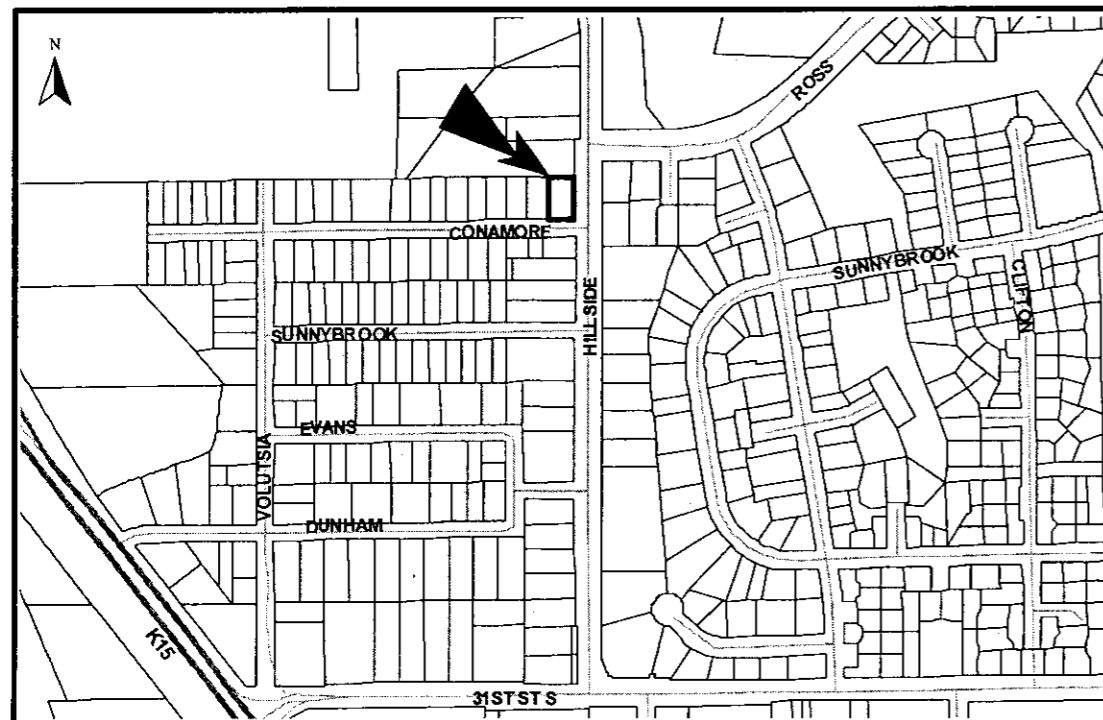 N
ROSS
CONAMORE
SUNNYBROOK
CLIFTON
HILLSIDE
SUNNYBROOK
EVANS
VOLUTSIA
DUNHAM
K15
31ST ST S